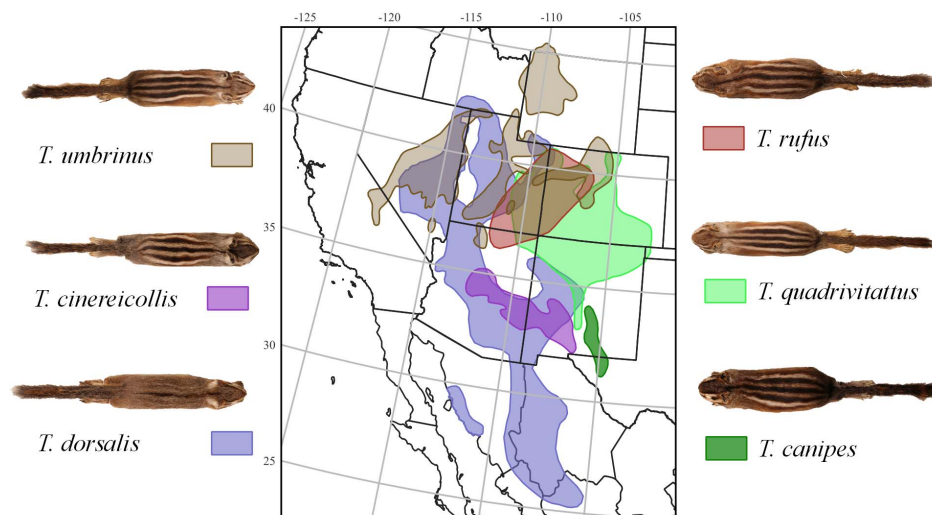 -125 -120 -115 -110 -105
40
35
30
25
T. umbrinus
T. cinereicollis
T. dorsalis
T. rufus
T. quadrivitattus
T. canipes